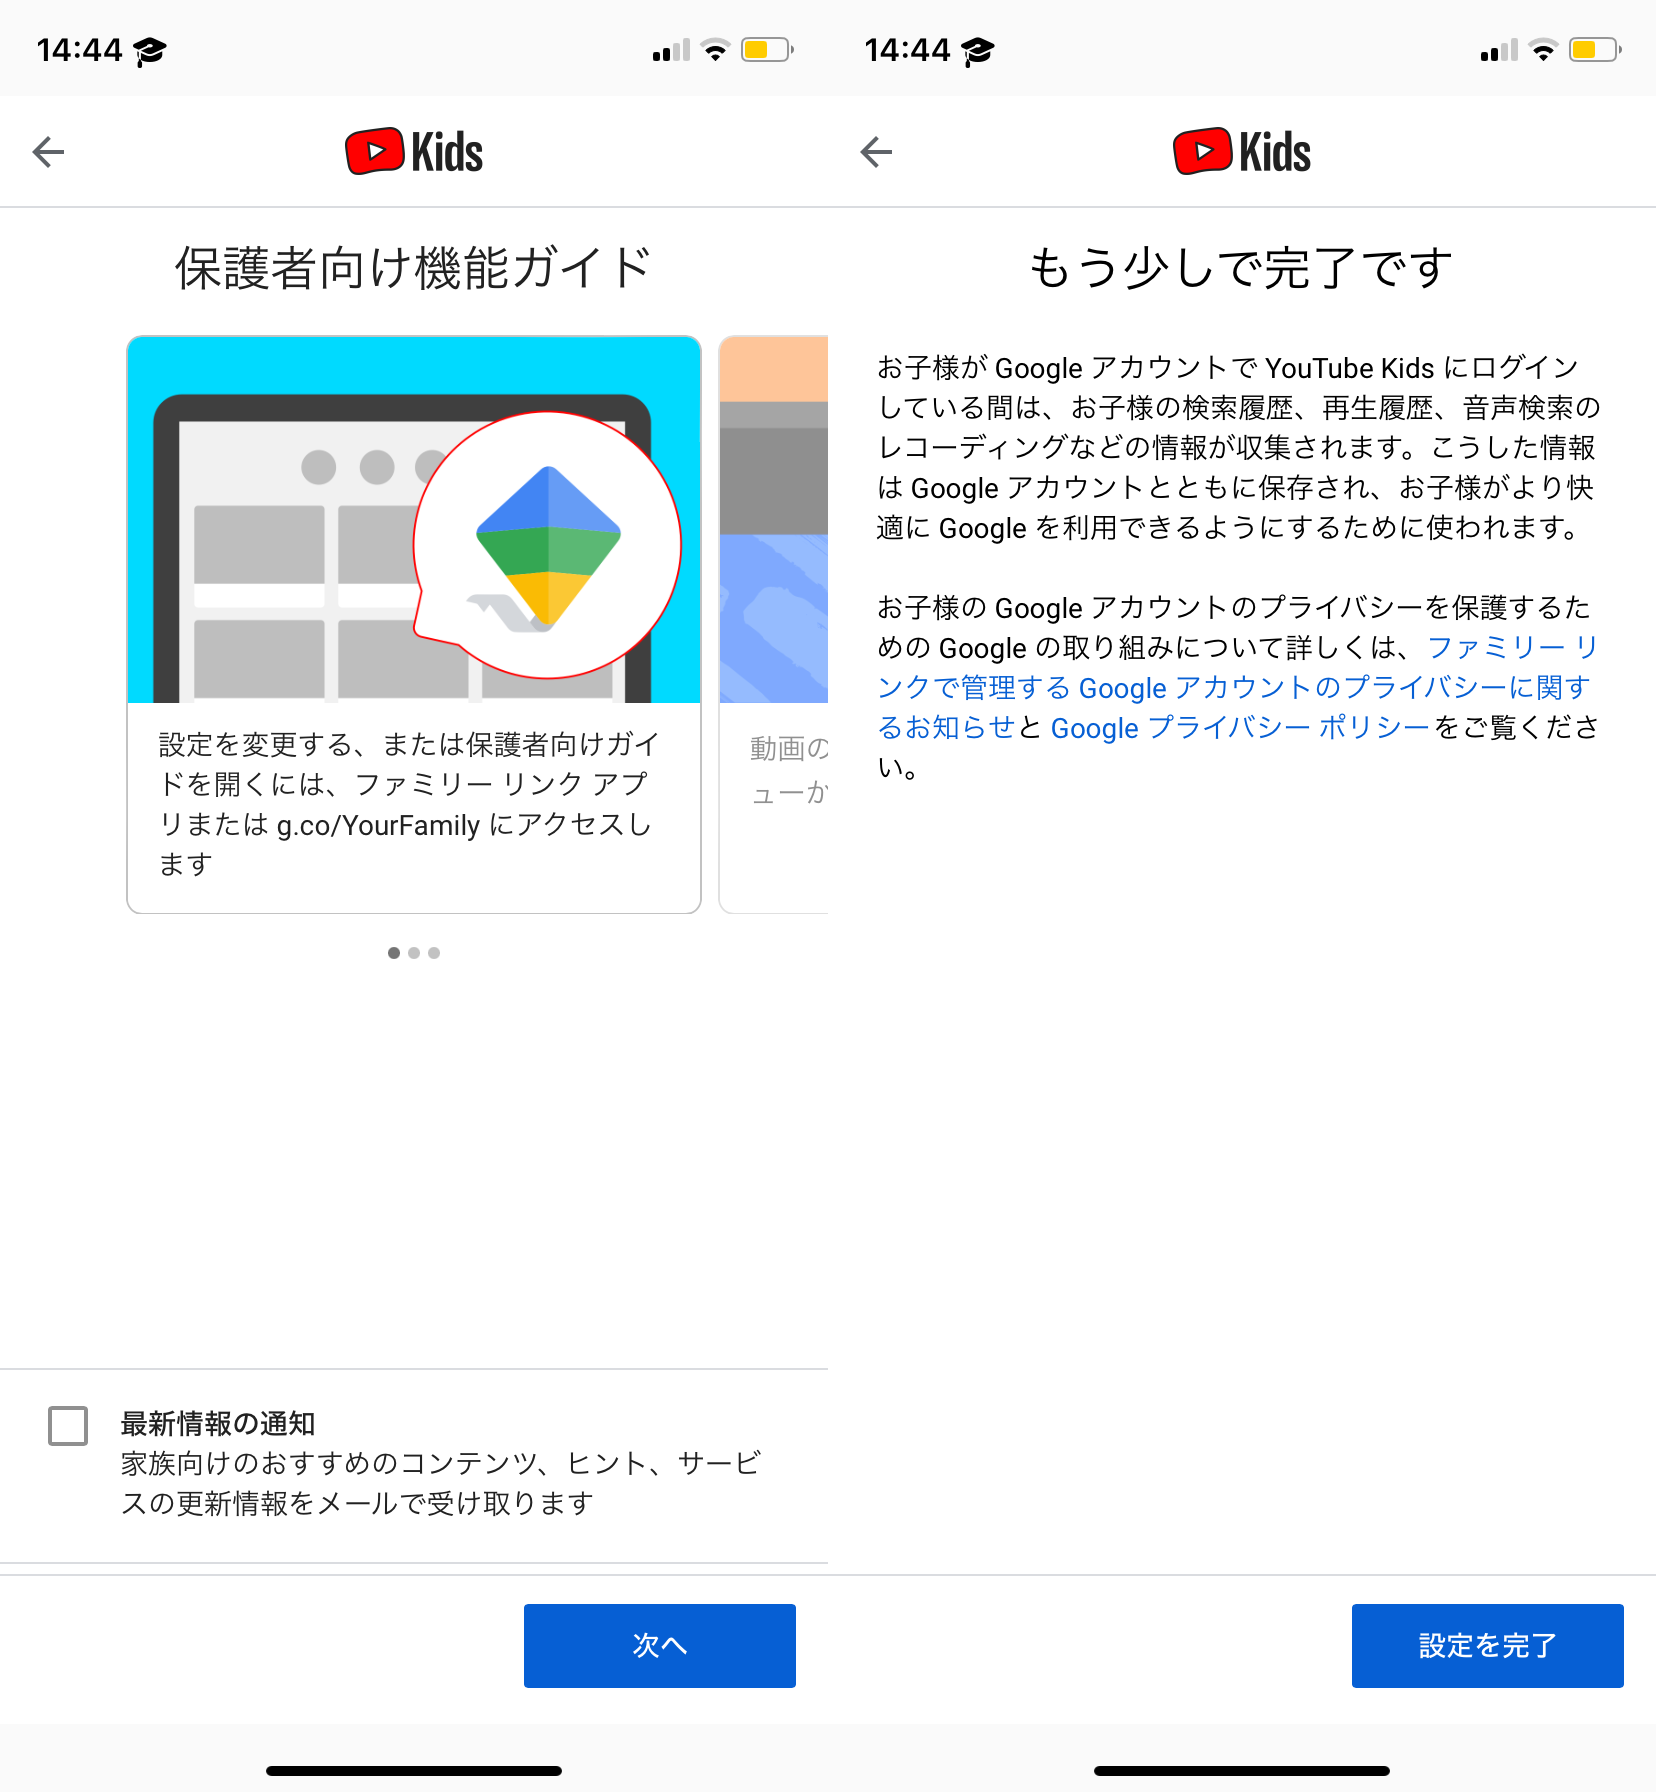 14:44
Kids
保護者向け機能ガイド
設定を変更する、または保護者向けガイ
ドを開くには、ファミリー リンク アプ
リまたは g.co/YourFamily にアクセスし
ます
動画の
ューか
最新情報の通知
家族向けのおすすめのコンテンツ、ヒント、サービ
スの更新情報をメールで受け取ります
次へ
14:44
Kids
もう少しで完了です
お子様が Google アカウントで YouTube Kids にログイン
している間は、お子様の検索履歴、再生履歴、音声検索の
レコーディングなどの情報が収集されます。こうした情報
は Google アカウントとともに保存され、お子様がより快
適に Google を利用できるようにするために使われます。
お子様の Google アカウントのプライバシーを保護するた
めの Google の取り組みについて詳しくは、ファミリー リ
ンクで管理する Google アカウントのプライバシーに関す
るお知らせと Google プライバシー ポリシーをご覧くださ
い。
設定を完了